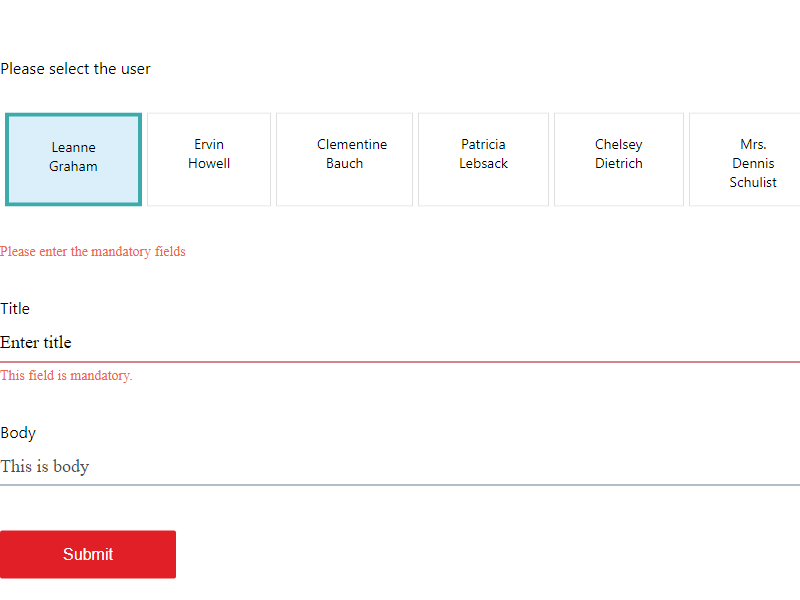 Please select the user
Leanne
Graham
Ervin
Howell
Clementine
Bauch
Patricia
Lebsack
Chelsey
Dietrich
Mrs.
Dennis
Schulist
Please enter the mandatory fields
Title
Enter title
This field is mandatory.
Body
This is body
Submit